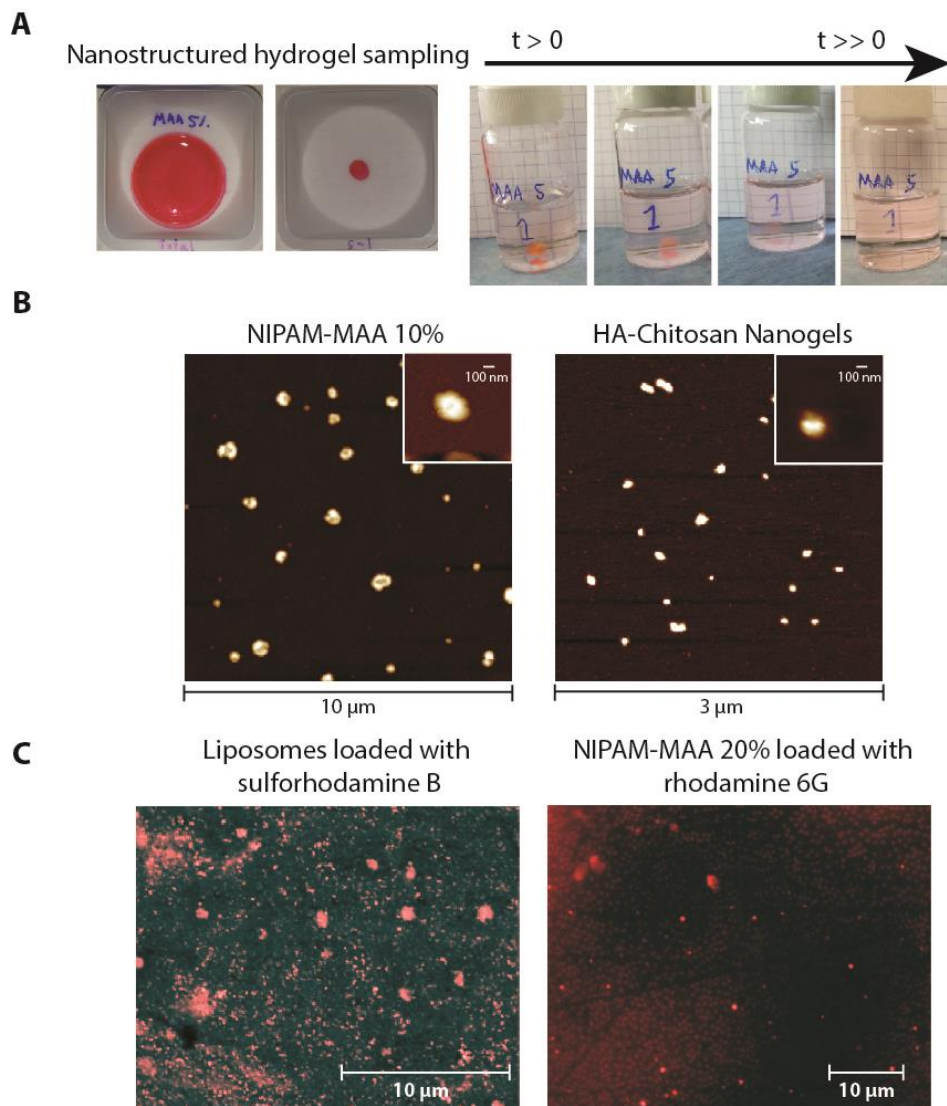 A
Nanostructured hydrogel sampling
t > 0
t >> 0
MAA 5%
MAA 5
1
MAA 5
1
MAA 5
1
MAA 5
1
B
NIPAM-MAA 10%
HA-Chitosan Nanogels
100 nm
100 nm
10 µm
3 µm
C
Liposomes loaded with
sulforhodamine B
NIPAM-MAA 20% loaded with
rhodamine 6G
10 µm
10 µm